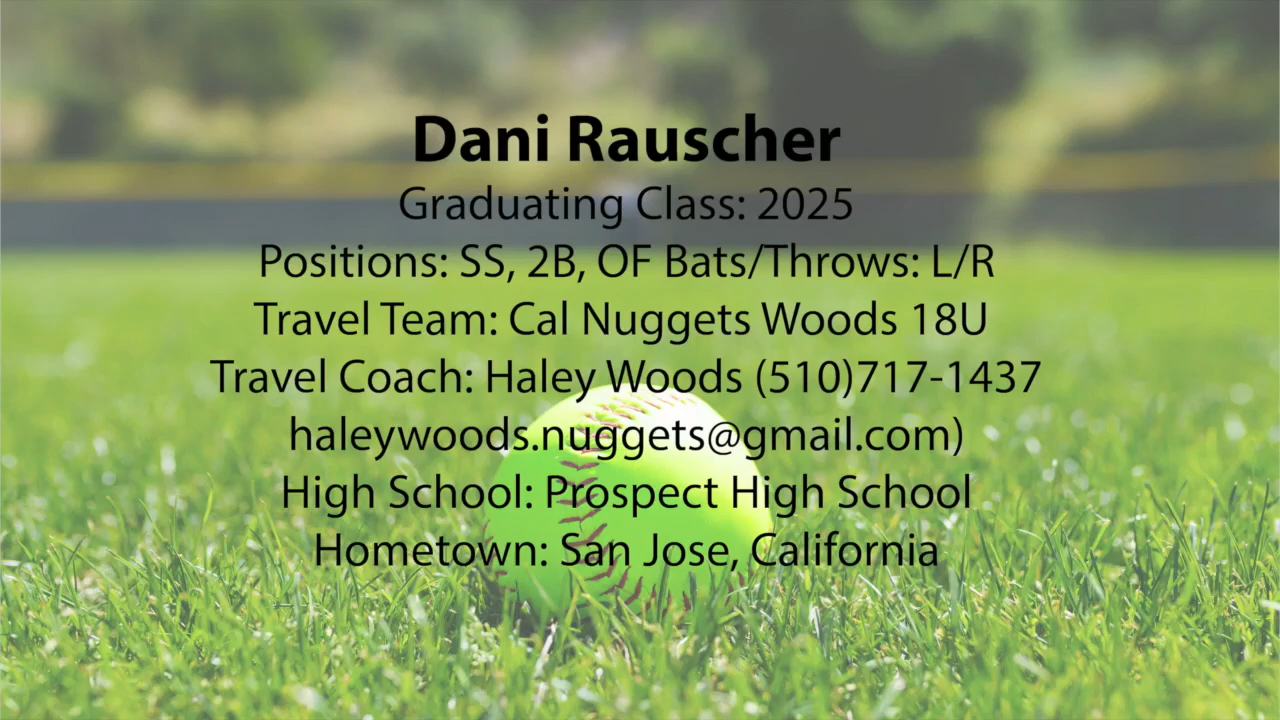 Dani Rauscher
Graduating Class: 2025
Positions: SS, 2B, OF Bats/Throws: L/R
Travel Team: Cal Nuggets Woods 18U
Travel Coach: Haley Woods (510)717-1437
haleywoods.nuggets@gmail.com)
High School: Prospect High School
Hometown: San Jose, California